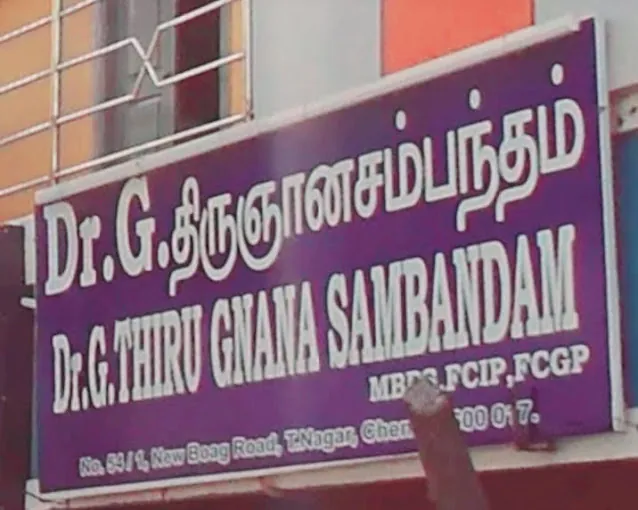 Dr.G.திருஞானசம்பந்தம்
Dr.G.THIRU GNANA SAMBANDAM
MBBS.FCIP,FCGP
No. 54 / 1, New Boag Road, T.Nagar, Chennai 600 017.